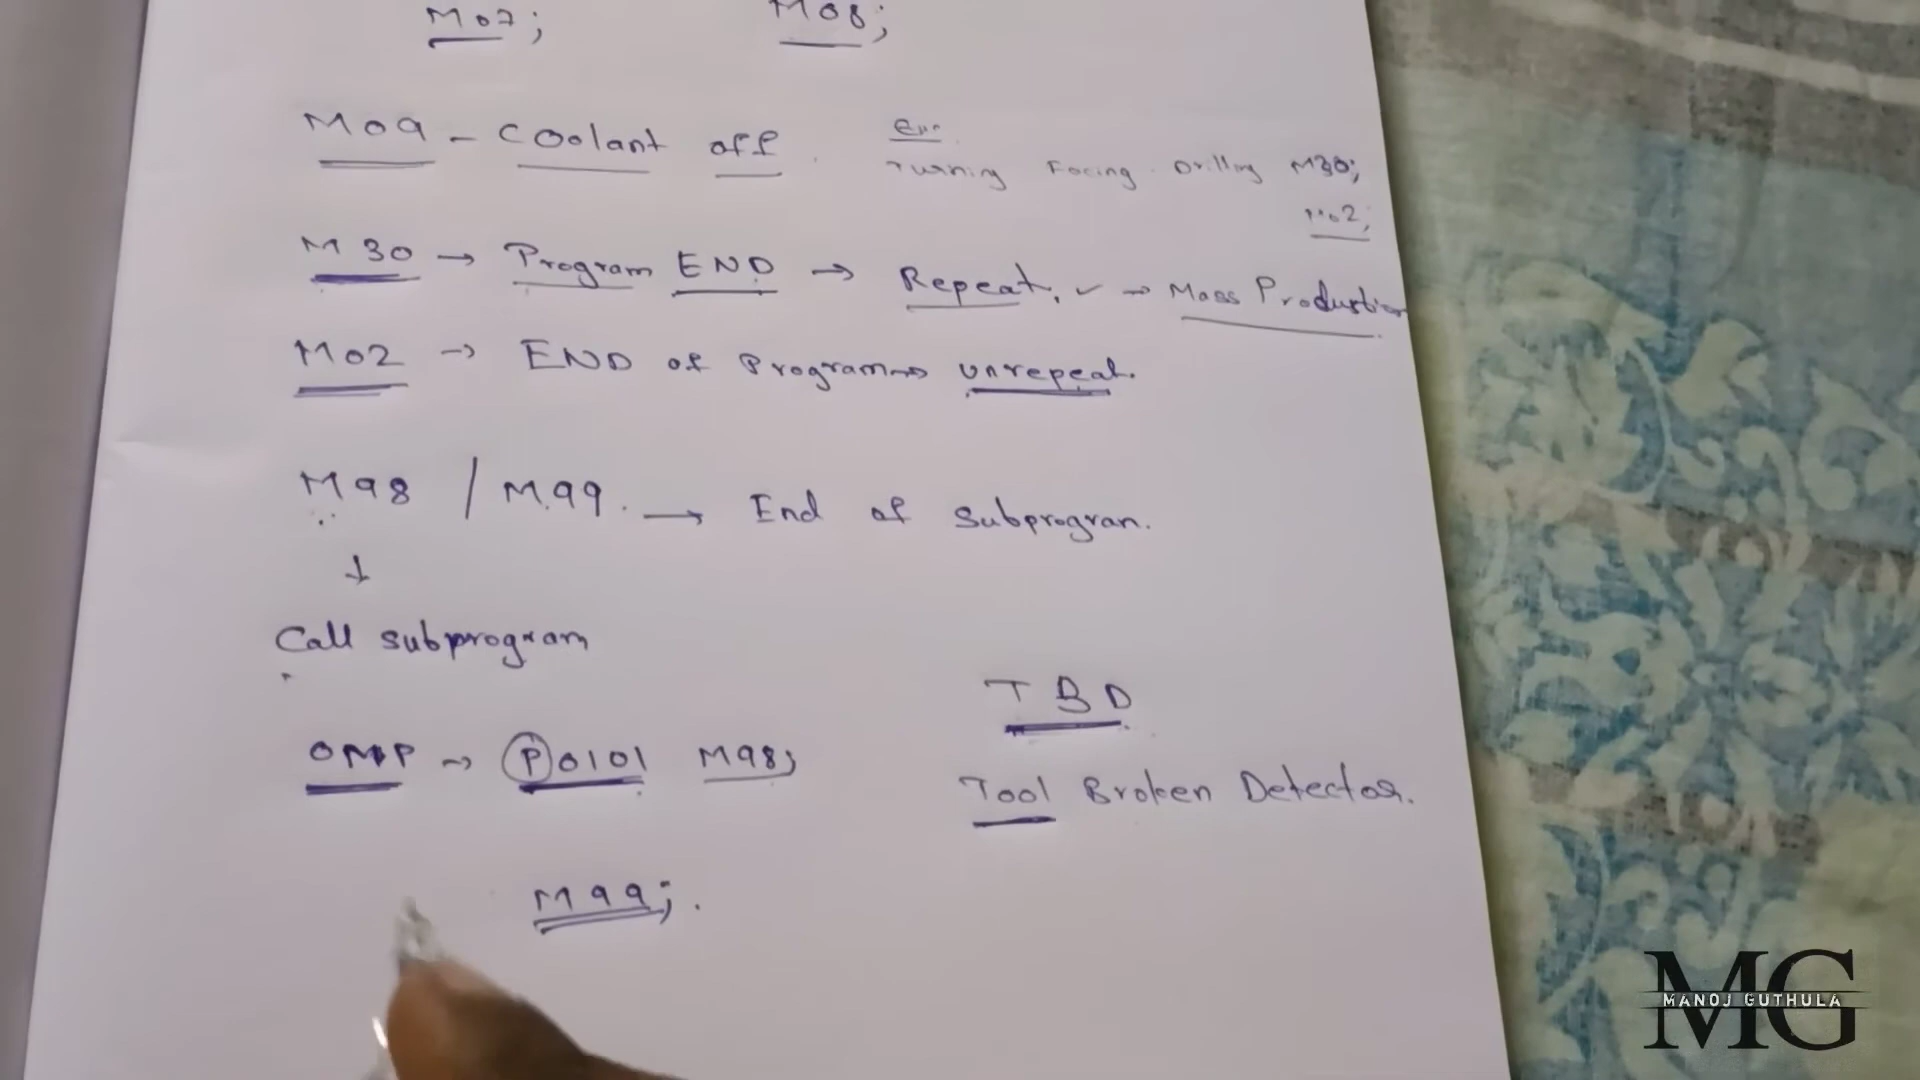 M07; M08;
M09 - Coolant off.
Turning Facing Drilling M30;
M02;
M30 → Program END → Repeat. ✓ → Mass Production
M02 → END of Program → unrepeat.
M98 / M99. → End of subprogram.
↓
Call subprogram
TBD
OMP → P0101 M98;
Tool Broken Detector.
M99;.
MG
MANOJ GUTHULA